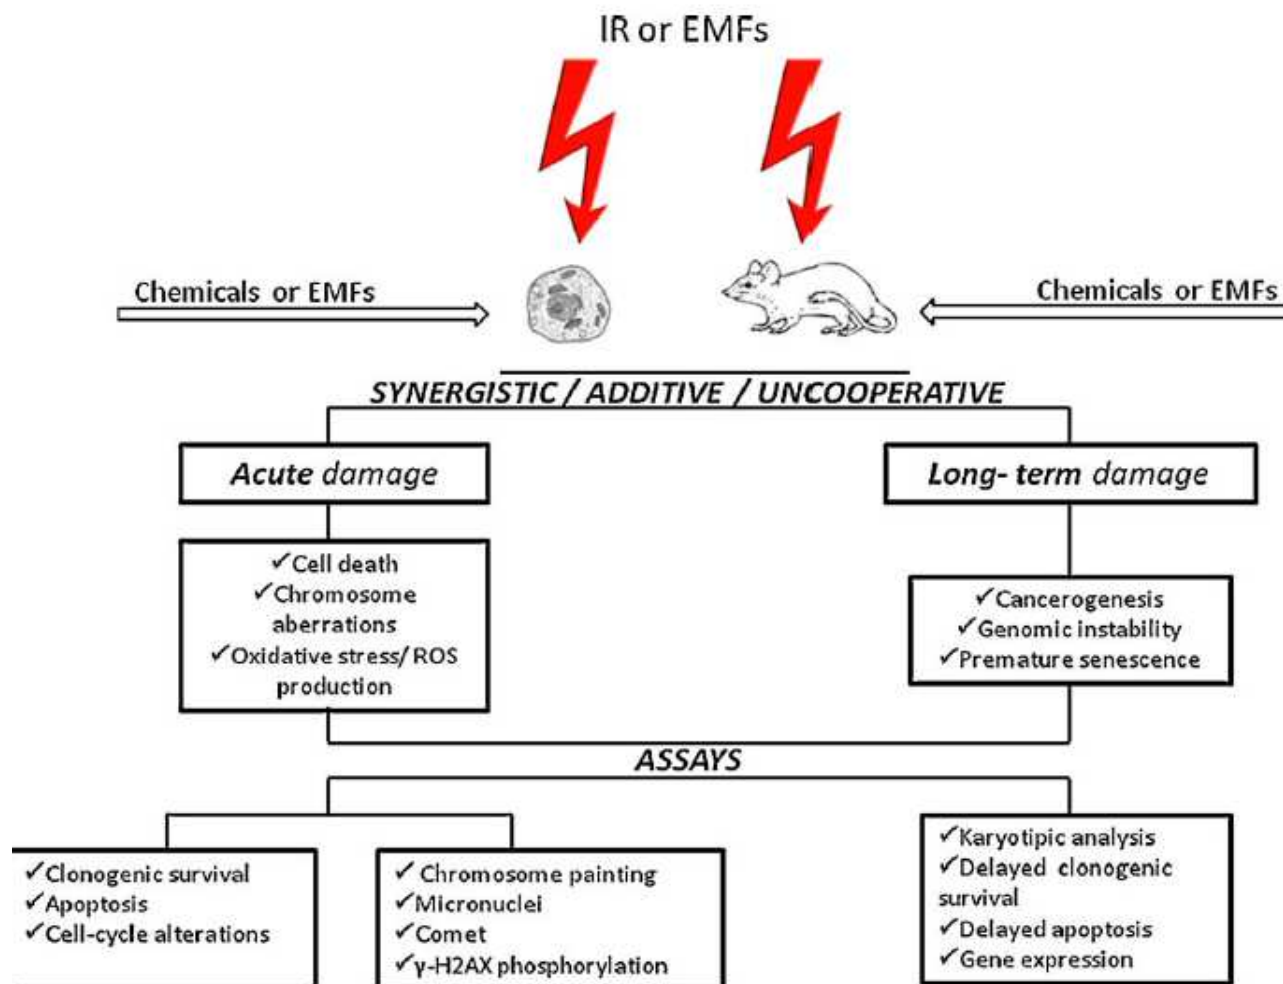 IR or EMFs
Chemicals or EMFs
Chemicals or EMFs
SYNERGISTIC / ADDITIVE / UNCOOPERATIVE
Acute damage
Long- term damage
✓Cell death
✓Chromosome
aberrations
✓Oxidative stress/ ROS
production
✓Cancerogenesis
✓Genomic instability
✓Premature senescence
ASSAYS
✓Clonogenic survival
✓Apoptosis
✓Cell-cycle alterations
✓ Chromosome painting
✓Micronuclei
✓Comet
✓γ-H2AX phosphorylation
✓Karyotipic analysis
✓Delayed clonogenic
survival
✓Delayed apoptosis
✓Gene expression